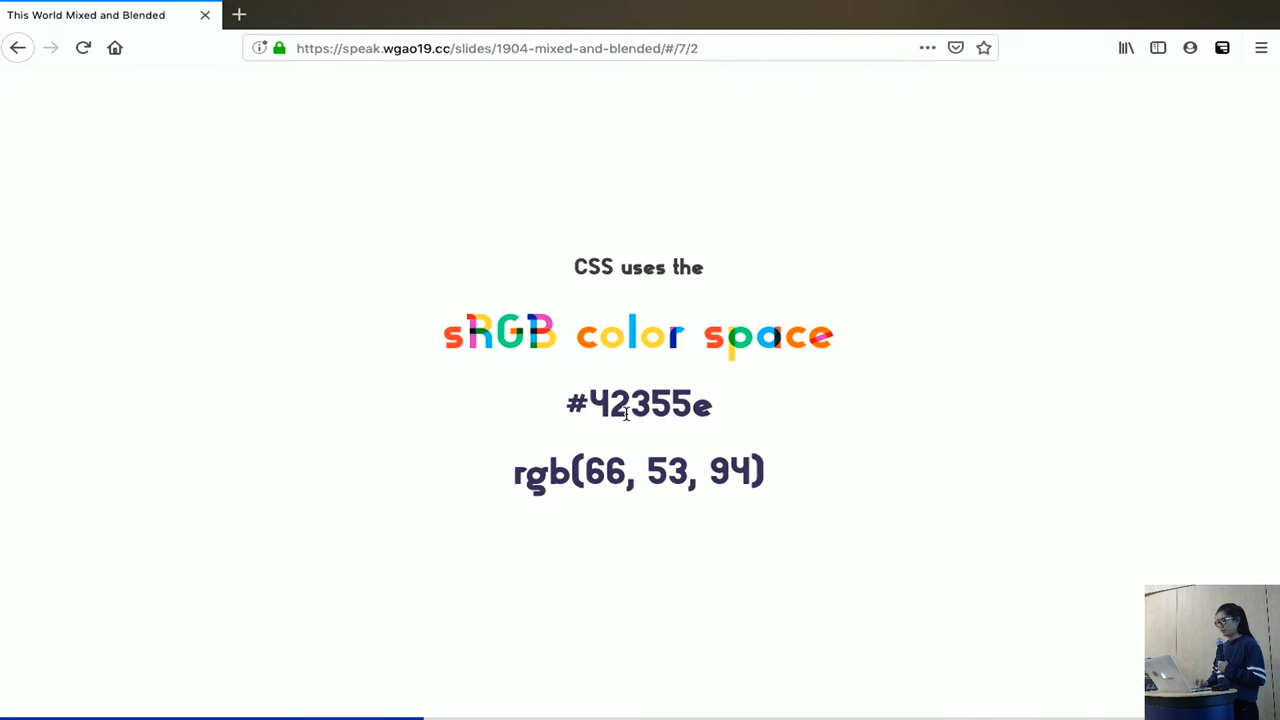 This World Mixed and Blended
https://speak.wgao19.cc/slides/1904-mixed-and-blended/#/7/2
CSS uses the
sRGB color space
#42355e
rgb(66, 53, 94)